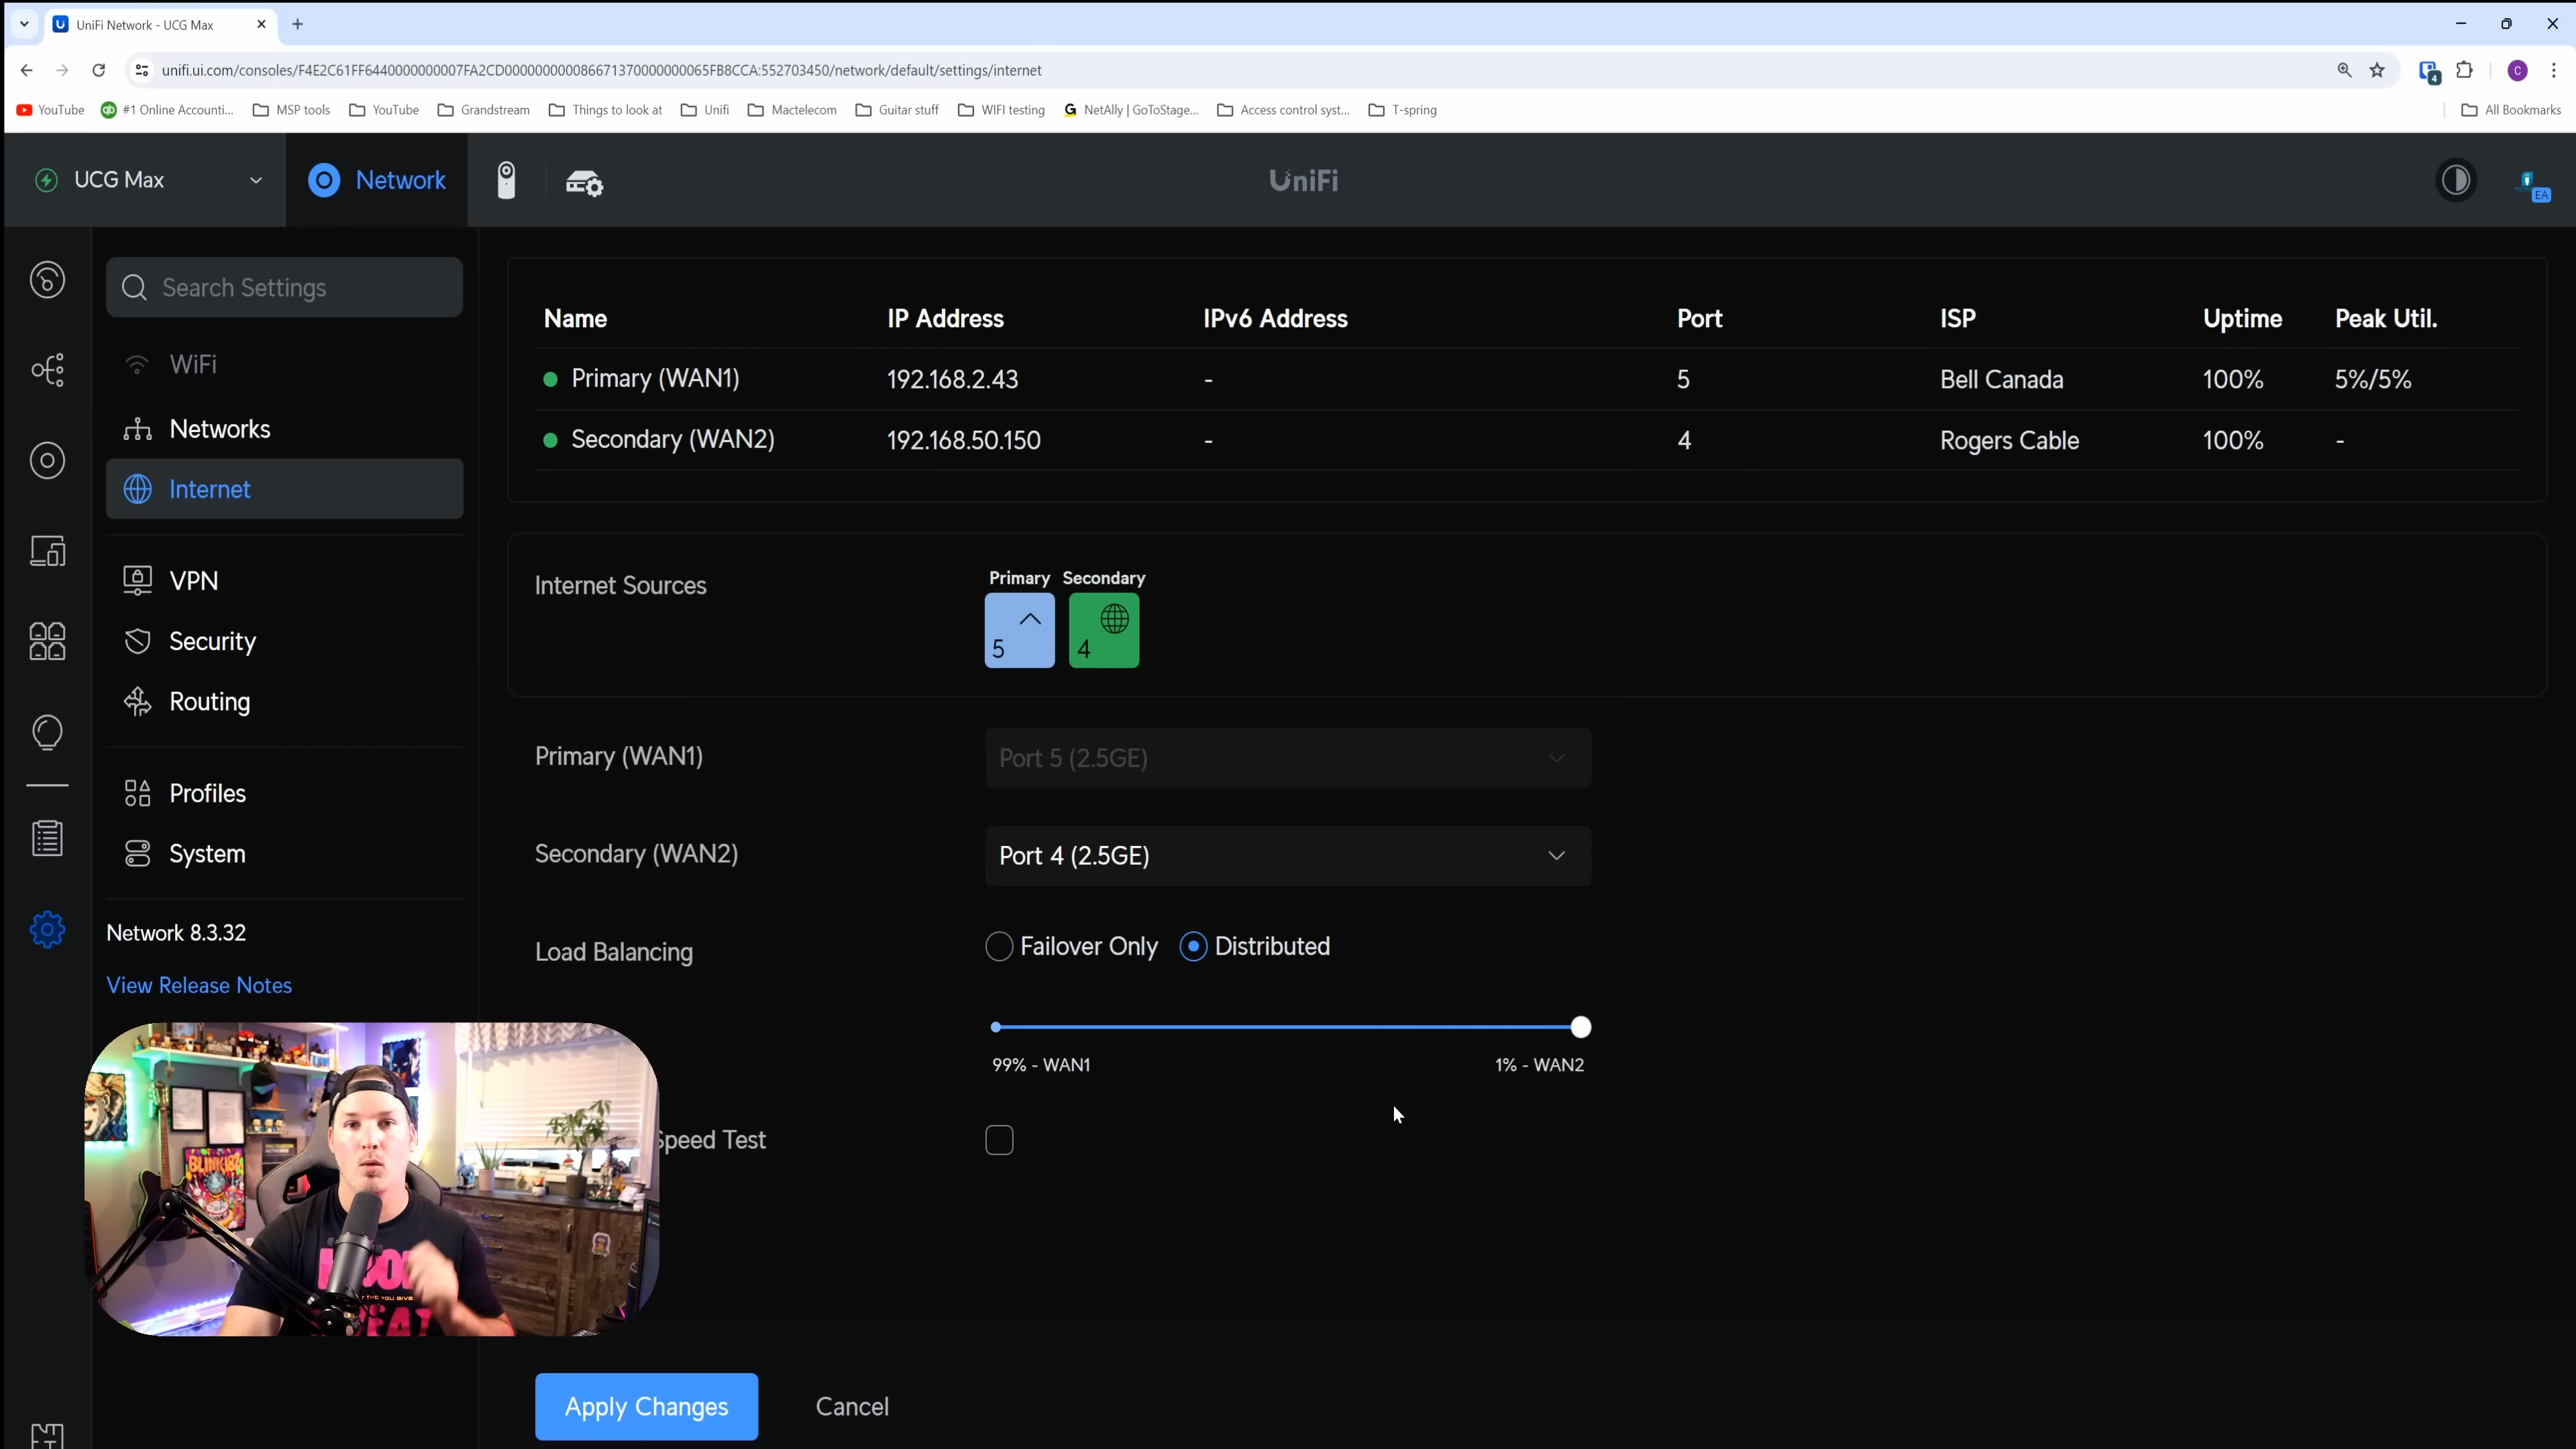 UniFi Network - UCG Max
unifi.ui.com/consoles/F4E2C61FF6440000000007FA2CD0000000008667137​0000000065FB8CCA:552703450/network/default/settings/internet
4
C
YouTube #1 Online Accounti... MSP tools YouTube Grandstream Things to look at Unifi Mactelecom Guitar stuff WIFI testing NetAlly | GoToStage... Access control syst... T-spring All Bookmarks
UCG Max Network UniFi EA
Search Settings
WiFi
Networks
Internet
VPN
Security
Routing
Profiles
System
Network 8.3.32
View Release Notes
Name IP Address IPv6 Address Port ISP Uptime Peak Util.
Primary (WAN1) 192.168.2.43 - 5 Bell Canada 100% 5%/5%
Secondary (WAN2) 192.168.50.150 - 4 Rogers Cable 100% -
Internet Sources
Primary Secondary
5 4
Primary (WAN1) Port 5 (2.5GE)
Secondary (WAN2) Port 4 (2.5GE)
Load Balancing Failover Only Distributed
99% - WAN1 1% - WAN2
Speed Test
BLINK182
Apply Changes Cancel